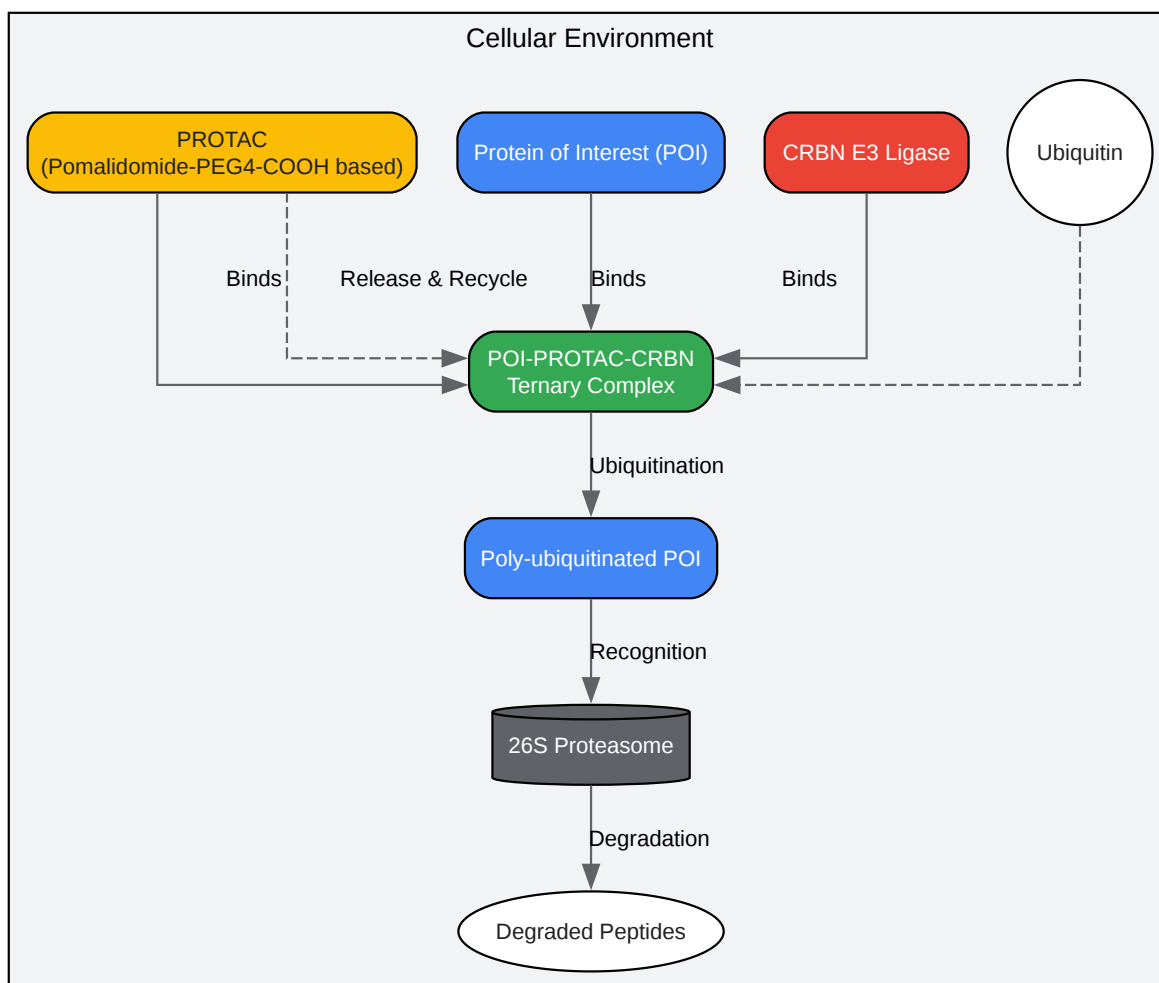 Cellular Environment
PROTAC
(Pomalidomide-PEG4-COOH based)
Protein of Interest (POI)
CRBN E3 Ligase
Ubiquitin
Binds
Release & Recycle
Binds
Binds
POI-PROTAC-CRBN
Ternary Complex
Ubiquitination
Poly-ubiquitinated POI
Recognition
26S Proteasome
Degradation
Degraded Peptides